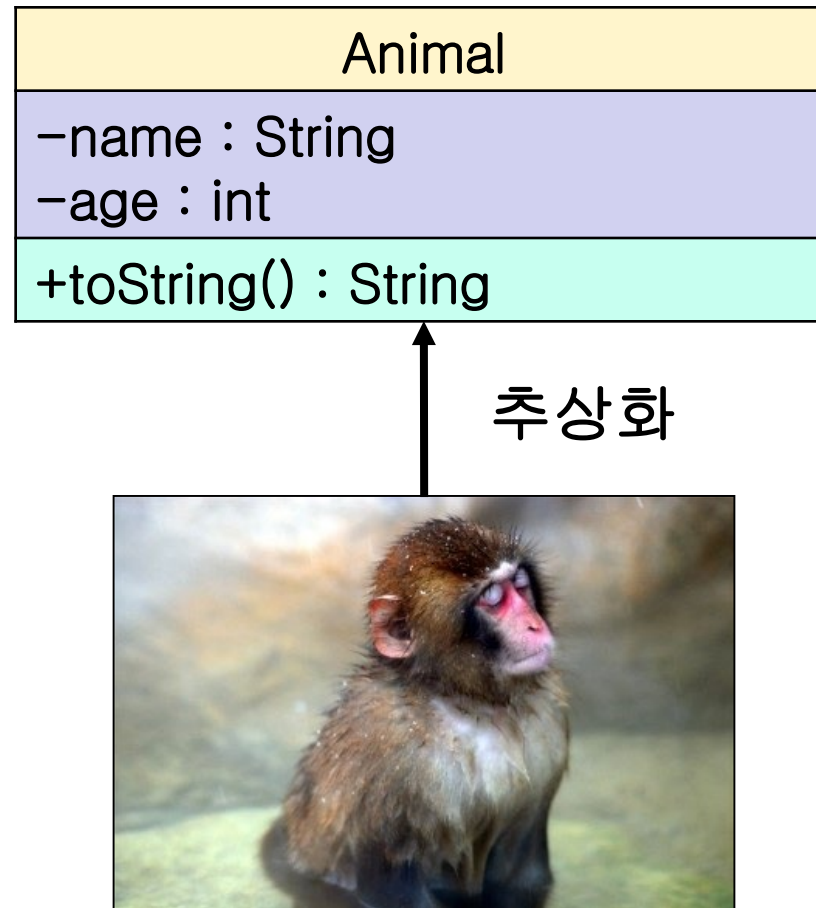 Animal
-name : String
-age : int
+toString() : String
추상화